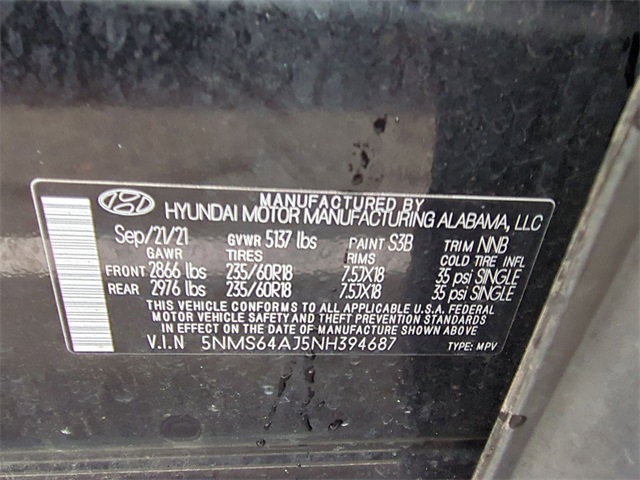 MANUFACTURED BY
HYUNDAI MOTOR MANUFACTURING ALABAMA, LLC
Sep/21/21 GVWR 5137 lbs PAINT S3B TRIM NNB
GAWR TIRES RIMS COLD TIRE INFL
FRONT 2866 lbs 235/60R18 7.5JX18 35 psi SINGLE
REAR 2976 lbs 235/60R18 7.5JX18 35 psi SINGLE
THIS VEHICLE CONFORMS TO ALL APPLICABLE U.S.A. FEDERAL
MOTOR VEHICLE SAFETY AND THEFT PREVENTION STANDARDS
IN EFFECT ON THE DATE OF MANUFACTURE SHOWN ABOVE
V.I.N 5NMS64AJ5NH394687 TYPE: MPV